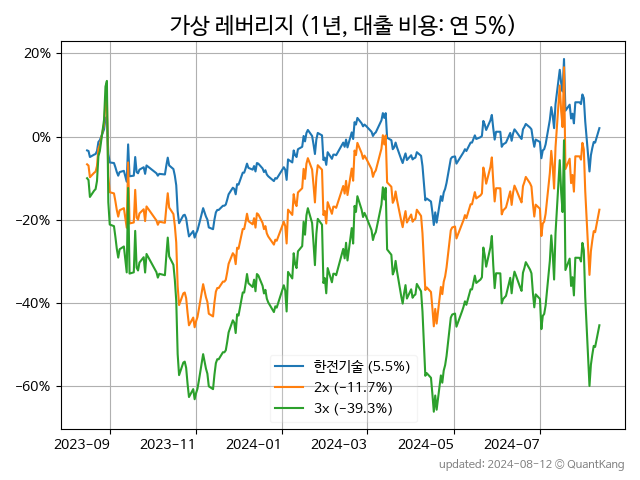 가상 레버리지 (1년, 대출 비용: 연 5%)
20%
0%
−20%
−40%
−60%
한전기술 (5.5%)
2x (−11.7%)
3x (−39.3%)
2023-09 2023-11 2024-01 2024-03 2024-05 2024-07
updated: 2024-08-12 © QuantKang